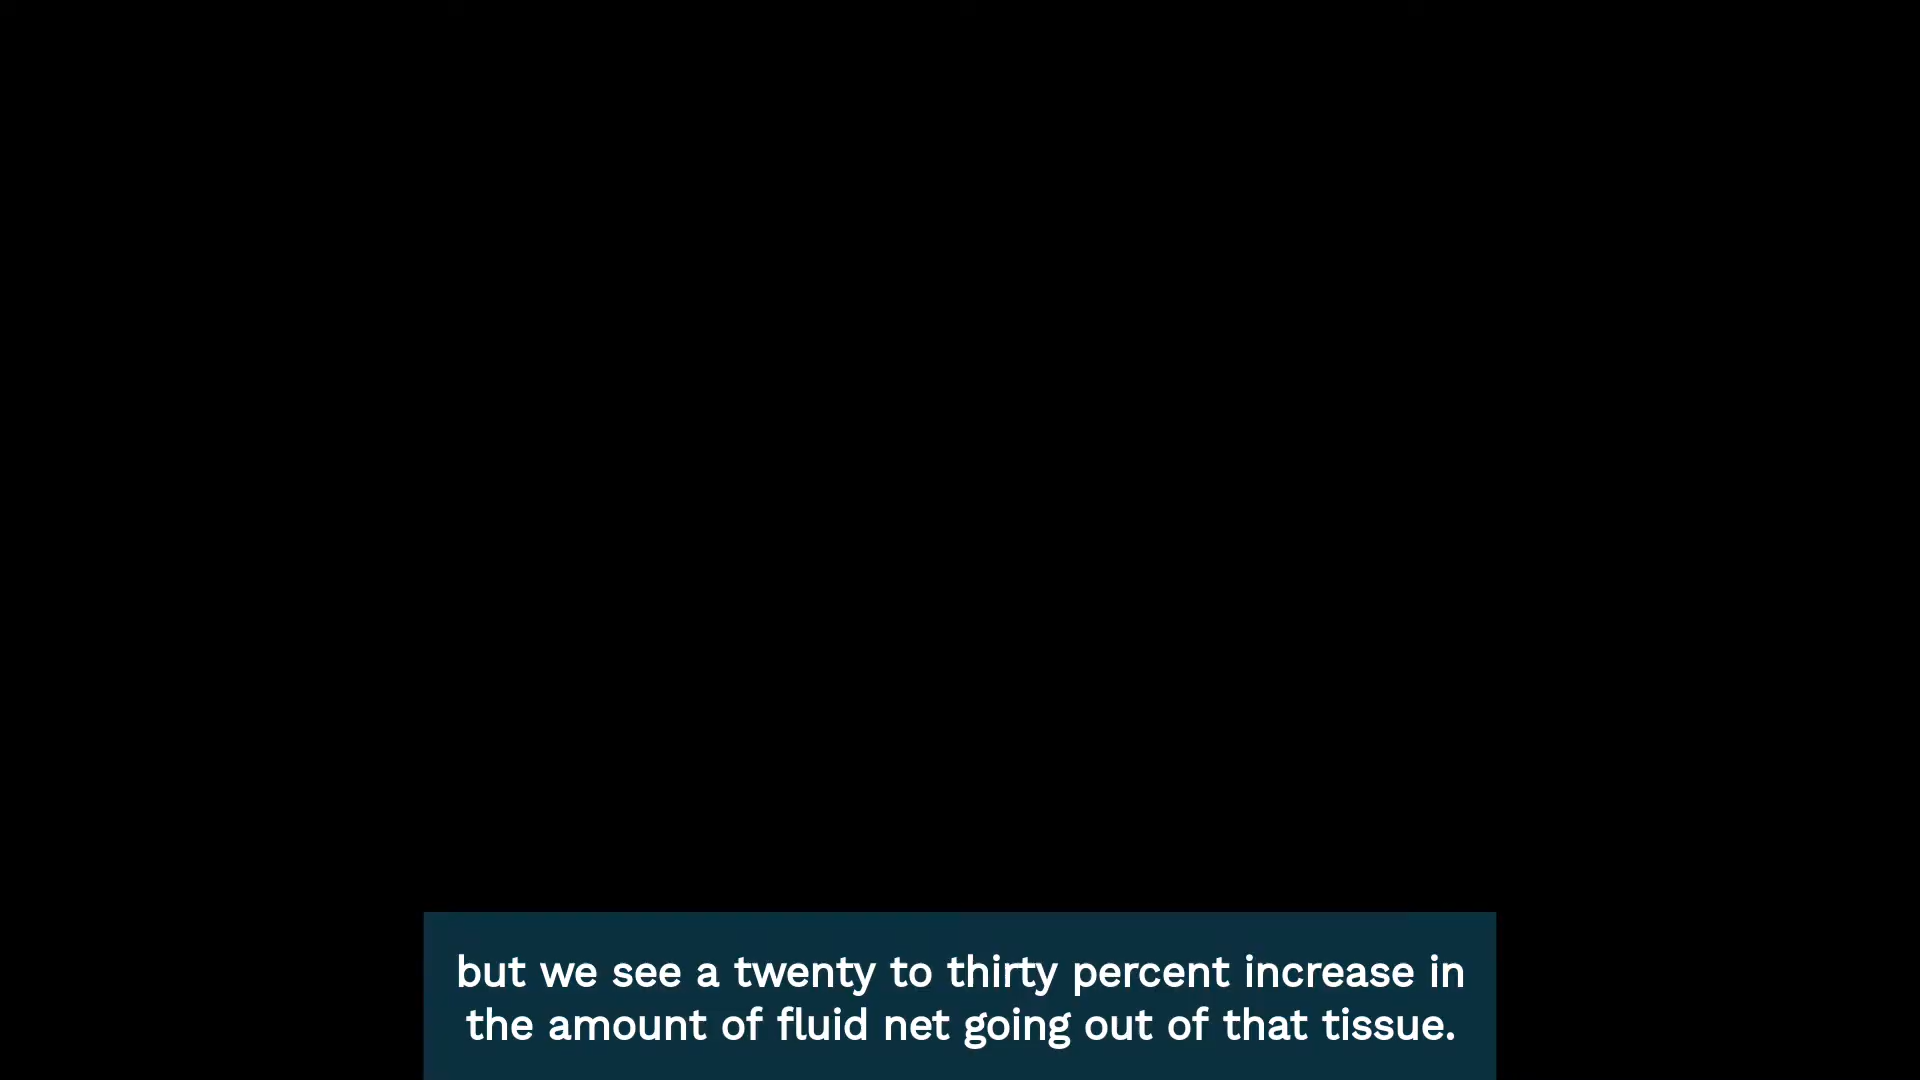 but we see a twenty to thirty percent increase in
the amount of fluid net going out of that tissue.